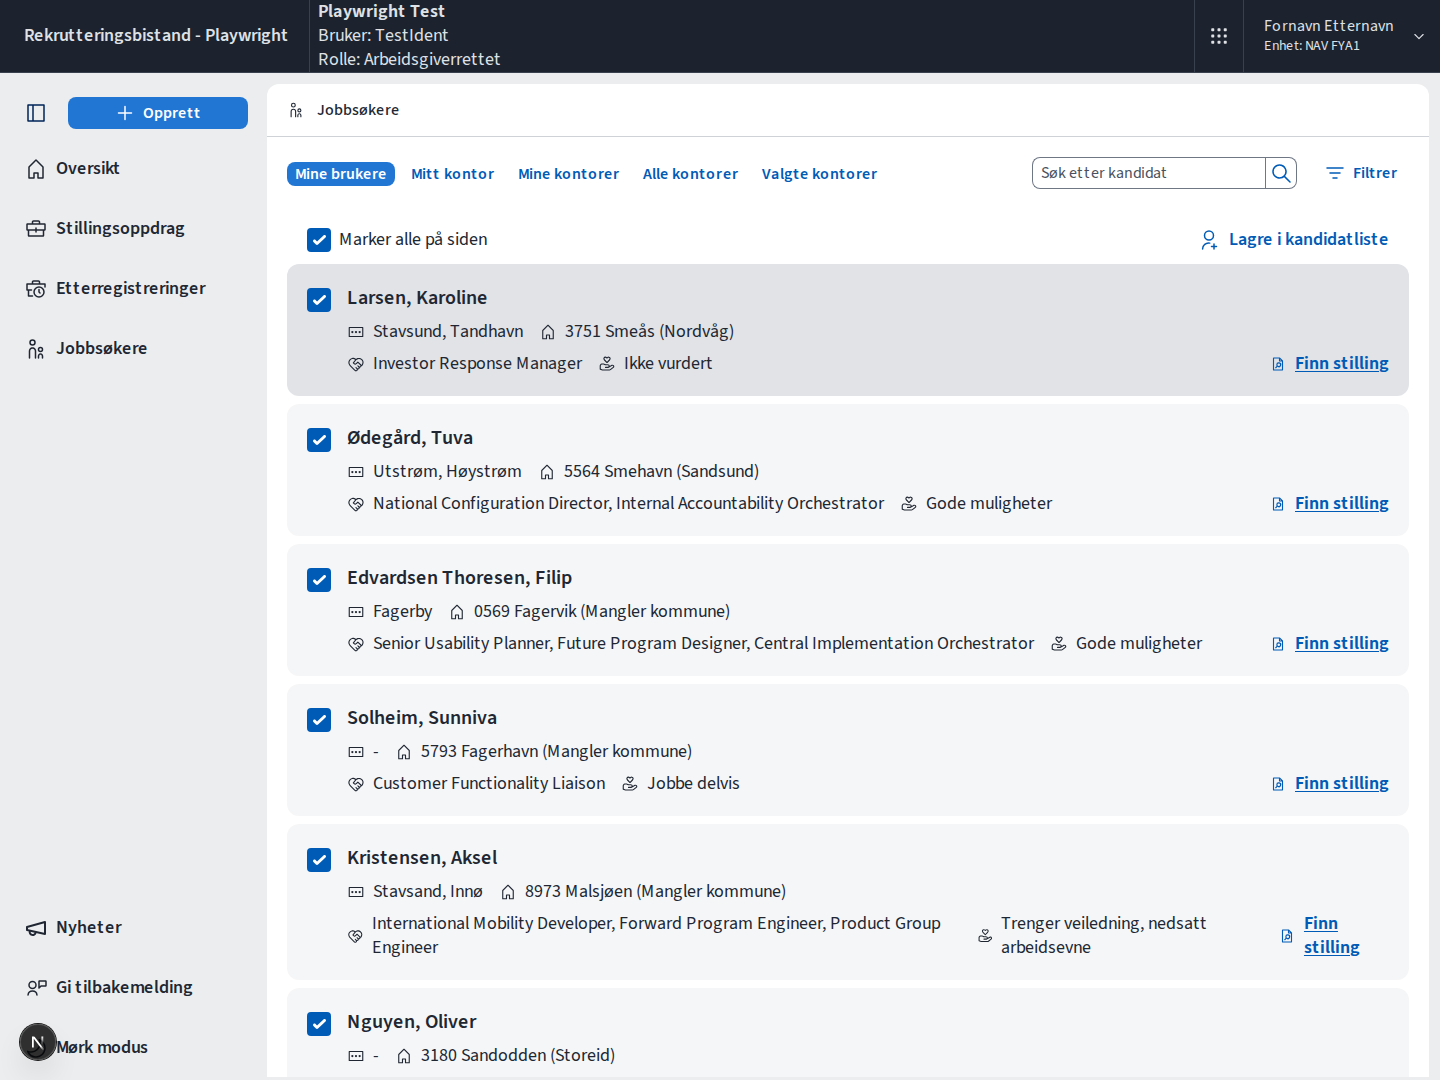 Rekrutteringsbistand - Playwright
Playwright Test
Bruker: TestIdent
Rolle: Arbeidsgiverrettet
Fornavn Etternavn
Enhet: NAV FYA1
Opprett
Oversikt
Stillingsoppdrag
Etterregistreringer
Jobbsøkere
Nyheter
Gi tilbakemelding
N
Mørk modus
Jobbsøkere
Mine brukere Mitt kontor Mine kontorer Alle kontorer Valgte kontorer
Søk etter kandidat
Filtrer
Marker alle på siden
Lagre i kandidatliste
Larsen, Karoline
Stavsund, Tandhavn 3751 Smeås (Nordvåg)
Investor Response Manager Ikke vurdert Finn stilling
Ødegård, Tuva
Utstrøm, Høystrøm 5564 Smehavn (Sandsund)
National Configuration Director, Internal Accountability Orchestrator Gode muligheter Finn stilling
Edvardsen Thoresen, Filip
Fagerby 0569 Fagervik (Mangler kommune)
Senior Usability Planner, Future Program Designer, Central Implementation Orchestrator Gode muligheter Finn stilling
Solheim, Sunniva
- 5793 Fagerhavn (Mangler kommune)
Customer Functionality Liaison Jobbe delvis Finn stilling
Kristensen, Aksel
Stavsand, Innø 8973 Malsjøen (Mangler kommune)
International Mobility Developer, Forward Program Engineer, Product Group
Engineer
Trenger veiledning, nedsatt
arbeidsevne
Finn
stilling
Nguyen, Oliver
- 3180 Sandodden (Storeid)